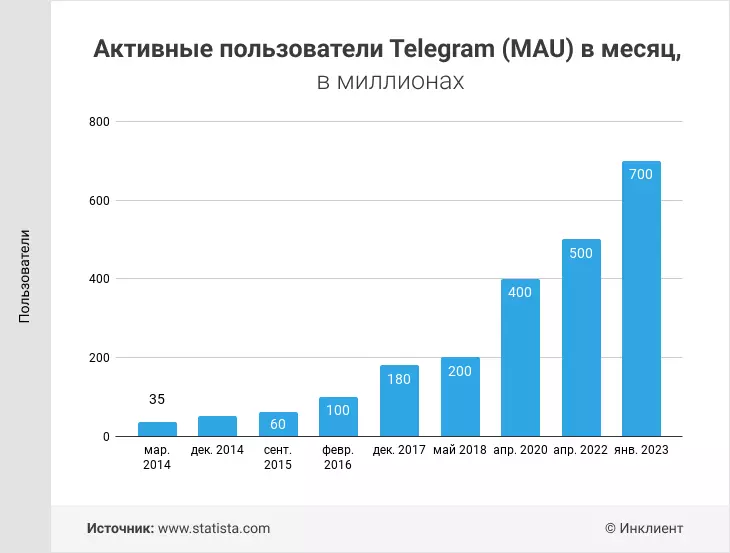 Активные пользователи Telegram (MAU) в месяц,
в миллионах
Пользователи
800
600
400
200
0
35
60
100
180
200
400
500
700
мар.
2014
дек. 2014
сент.
2015
февр.
2016
дек. 2017
май 2018
апр. 2020
апр. 2022
янв. 2023
Источник: www.statista.com
© Инклиент